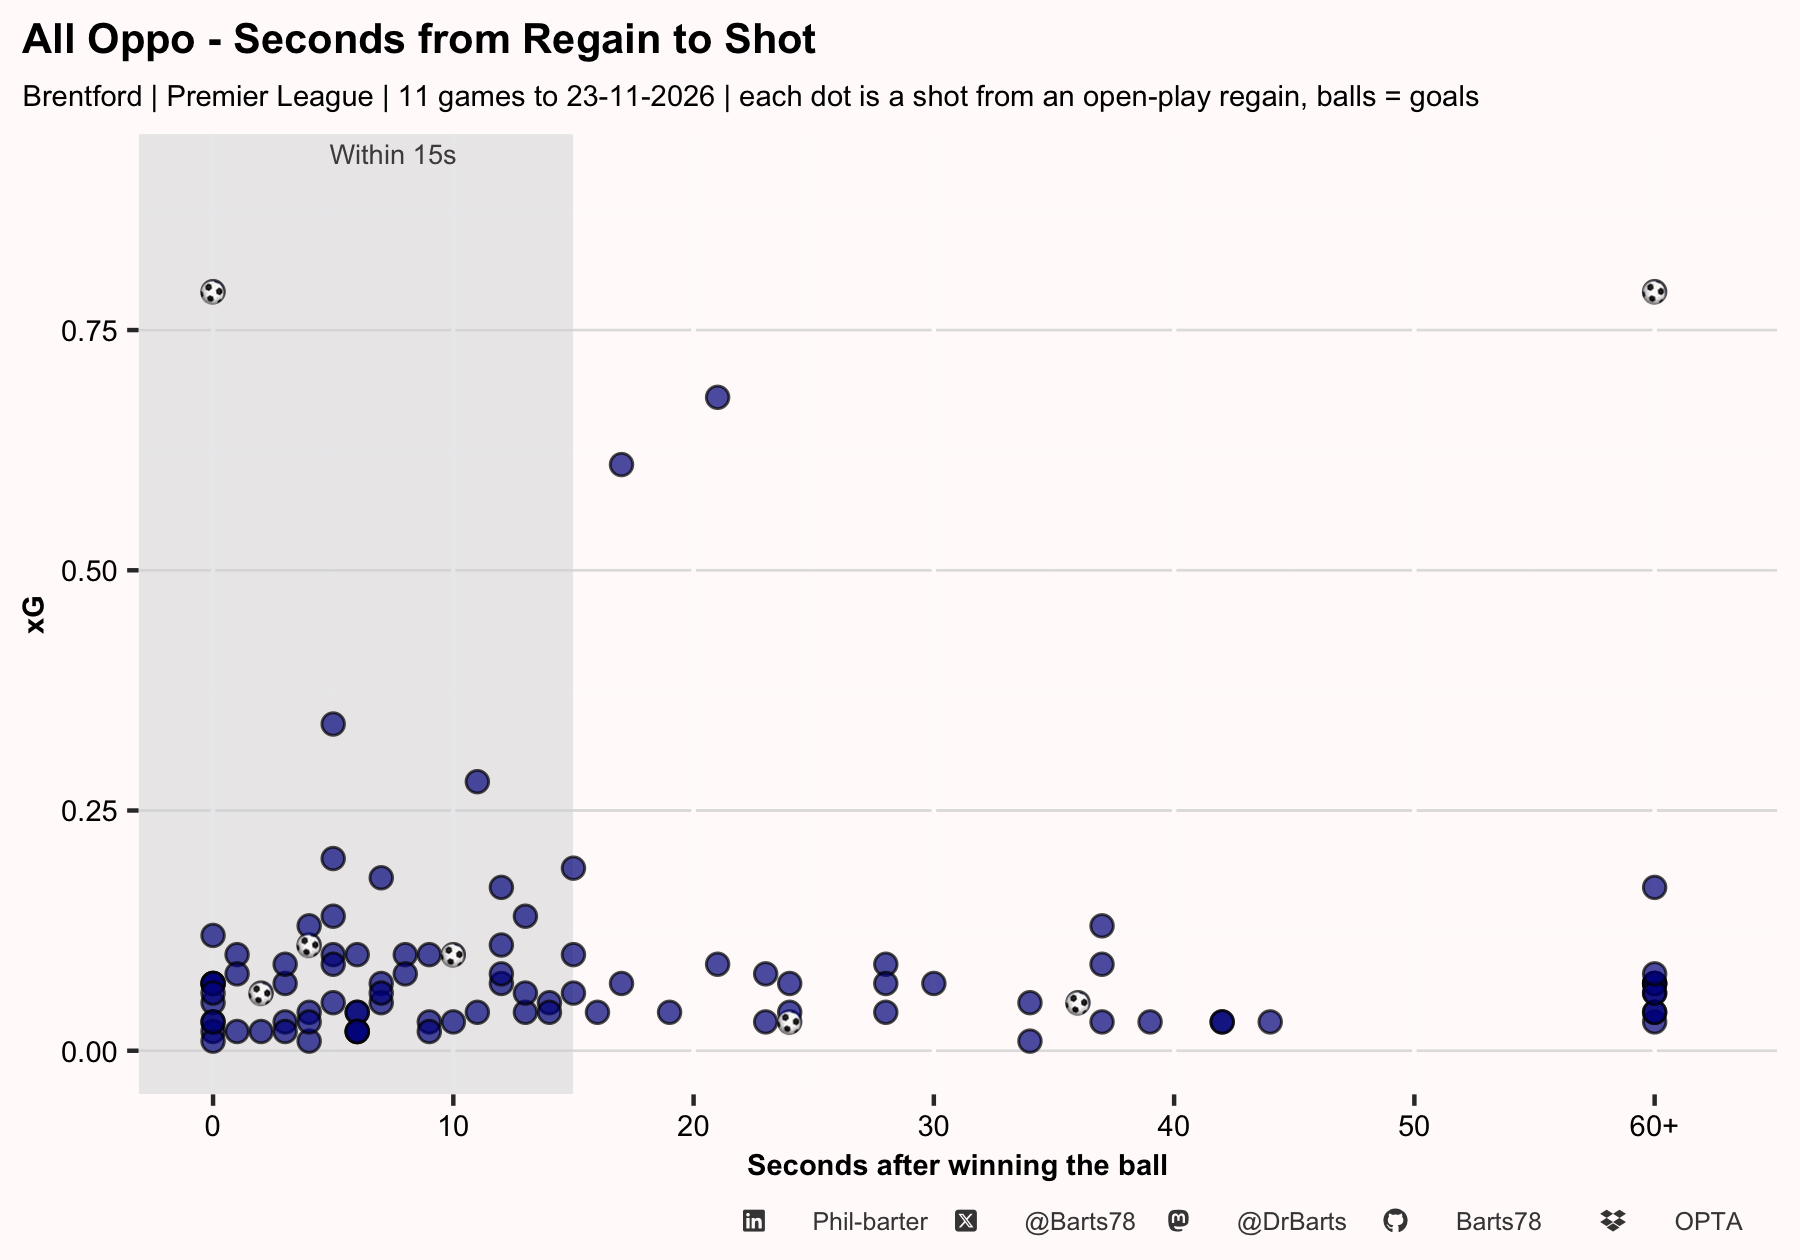 All Oppo - Seconds from Regain to Shot
Brentford | Premier League | 11 games to 23-11-2026 | each dot is a shot from an open-play regain, balls = goals
Within 15s
0.75
0.50
0.25
0.00
xG
0 10 20 30 40 50 60+
Seconds after winning the ball
Phil-barter @Barts78 @DrBarts Barts78 OPTA